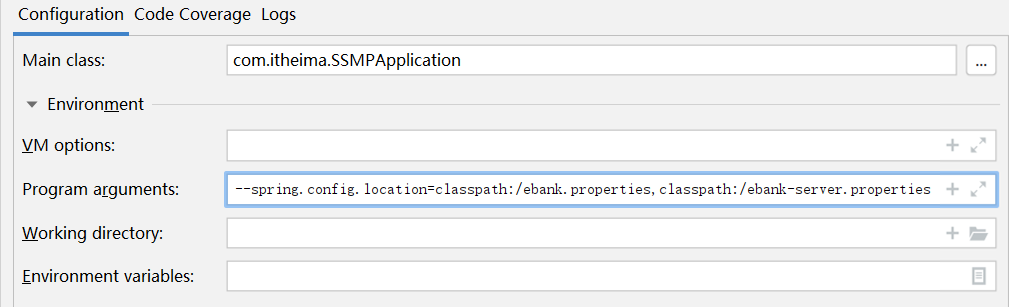 Configuration Code Coverage Logs
Main class: com.itheima.SSMPApplication ...
Environment
VM options:
Program arguments: --spring.config.location=classpath:/ebank.properties,classpath:/ebank-server.properties
Working directory:
Environment variables: